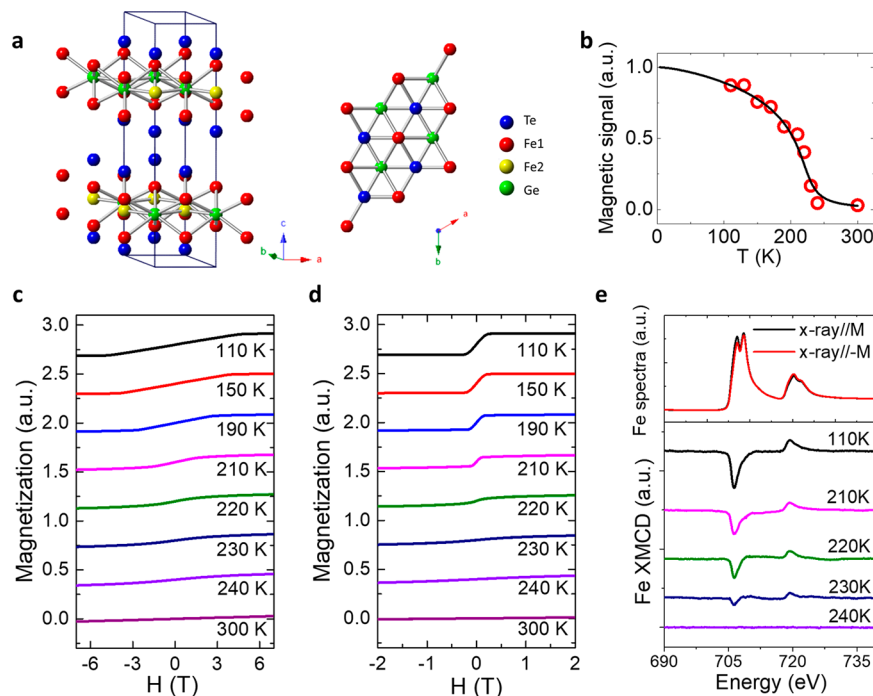 a
Te
Fe1
Fe2
Ge
c
b
a
a
b
b
Magnetic signal (a.u.)
1.0
0.5
0.0
0 100 200 300
T (K)
c
Magnetization (a.u.)
3.0
2.5
2.0
1.5
1.0
0.5
0.0
110 K
150 K
190 K
210 K
220 K
230 K
240 K
300 K
-6 -3 0 3 6
H (T)
d
Magnetization (a.u.)
3.0
2.5
2.0
1.5
1.0
0.5
0.0
110 K
150 K
190 K
210 K
220 K
230 K
240 K
300 K
-2 -1 0 1 2
H (T)
e
Fe spectra (a.u.)
x-ray//M
x-ray//-M
Fe XMCD (a.u.)
110K
210K
220K
230K
240K
690 705 720 735
Energy (eV)